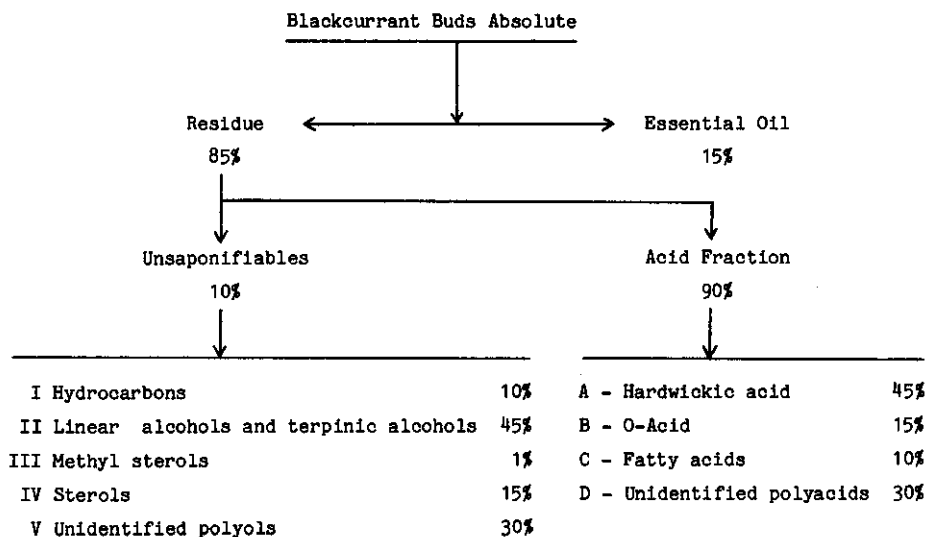 Blackcurrant Buds Absolute
Residue Essential Oil
85% 15%
Unsaponifiables Acid Fraction
10% 90%
I Hydrocarbons 10% A - Hardwickic acid 45%
II Linear alcohols and terpinic alcohols 45% B - O-Acid 15%
III Methyl sterols 1% C - Fatty acids 10%
IV Sterols 15% D - Unidentified polyacids 30%
V Unidentified polyols 30%